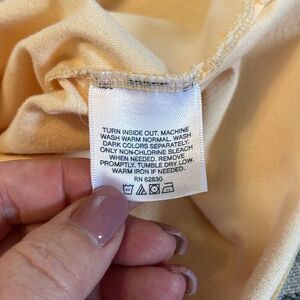 TURN INSIDE OUT. MACHINE
WASH WARM NORMAL. WASH
DARK COLORS SEPARATELY.
ONLY NON-CHLORINE BLEACH
WHEN NEEDED. REMOVE
PROMPTLY. TUMBLE DRY LOW.
WARM IRON IF NEEDED.
RN 62830